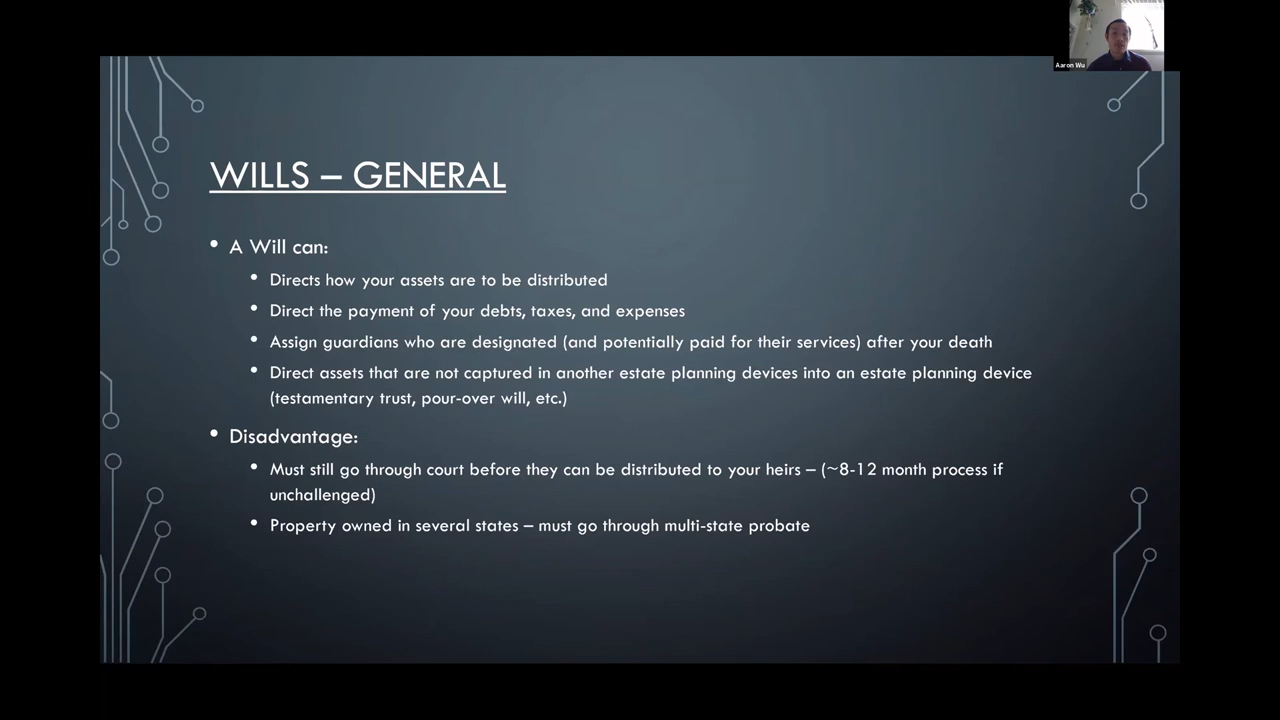 Aaron Wu
WILLS – GENERAL
• A Will can:
• Directs how your assets are to be distributed
• Direct the payment of your debts, taxes, and expenses
• Assign guardians who are designated (and potentially paid for their services) after your death
• Direct assets that are not captured in another estate planning devices into an estate planning device
(testamentary trust, pour-over will, etc.)
• Disadvantage:
• Must still go through court before they can be distributed to your heirs – (~8-12 month process if
unchallenged)
• Property owned in several states – must go through multi-state probate